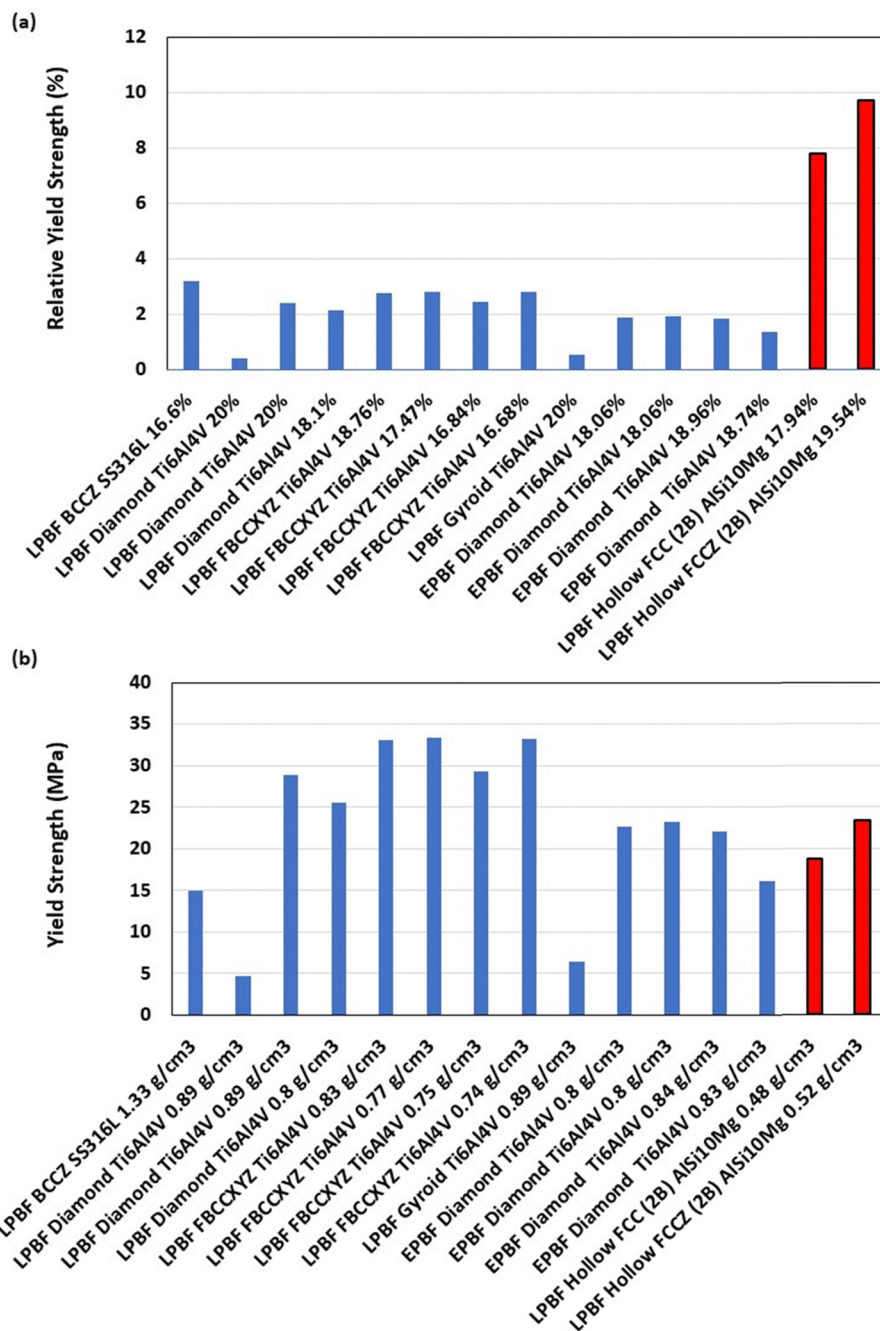 (a)
Relative Yield Strength (%)
12
10
8
6
4
2
0
LPBF BCCZ SS316L 16.6%
LPBF Diamond Ti6Al4V 20%
LPBF Diamond Ti6Al4V 20%
LPBF Diamond Ti6Al4V 18.1%
LPBF FBCCXYZ Ti6Al4V 18.76%
LPBF FBCCXYZ Ti6Al4V 17.47%
LPBF FBCCXYZ Ti6Al4V 16.84%
LPBF FBCCXYZ Ti6Al4V 16.68%
LPBF Gyroid Ti6Al4V 20%
EPBF Diamond Ti6Al4V 18.06%
EPBF Diamond Ti6Al4V 18.06%
EPBF Diamond Ti6Al4V 18.96%
EPBF Diamond Ti6Al4V 18.74%
LPBF Hollow FCC (2B) AlSi10Mg 17.94%
LPBF Hollow FCCZ (2B) AlSi10Mg 19.54%
(b)
Yield Strength (MPa)
40
35
30
25
20
15
10
5
0
LPBF BCCZ SS316L 1.33 g/cm3
LPBF Diamond Ti6Al4V 0.89 g/cm3
LPBF Diamond Ti6Al4V 0.89 g/cm3
LPBF Diamond Ti6Al4V 0.8 g/cm3
LPBF FBCCXYZ Ti6Al4V 0.83 g/cm3
LPBF FBCCXYZ Ti6Al4V 0.77 g/cm3
LPBF FBCCXYZ Ti6Al4V 0.75 g/cm3
LPBF FBCCXYZ Ti6Al4V 0.74 g/cm3
LPBF Gyroid Ti6Al4V 0.89 g/cm3
EPBF Diamond Ti6Al4V 0.8 g/cm3
EPBF Diamond Ti6Al4V 0.8 g/cm3
EPBF Diamond Ti6Al4V 0.84 g/cm3
EPBF Diamond Ti6Al4V 0.83 g/cm3
LPBF Hollow FCC (2B) AlSi10Mg 0.48 g/cm3
LPBF Hollow FCCZ (2B) AlSi10Mg 0.52 g/cm3